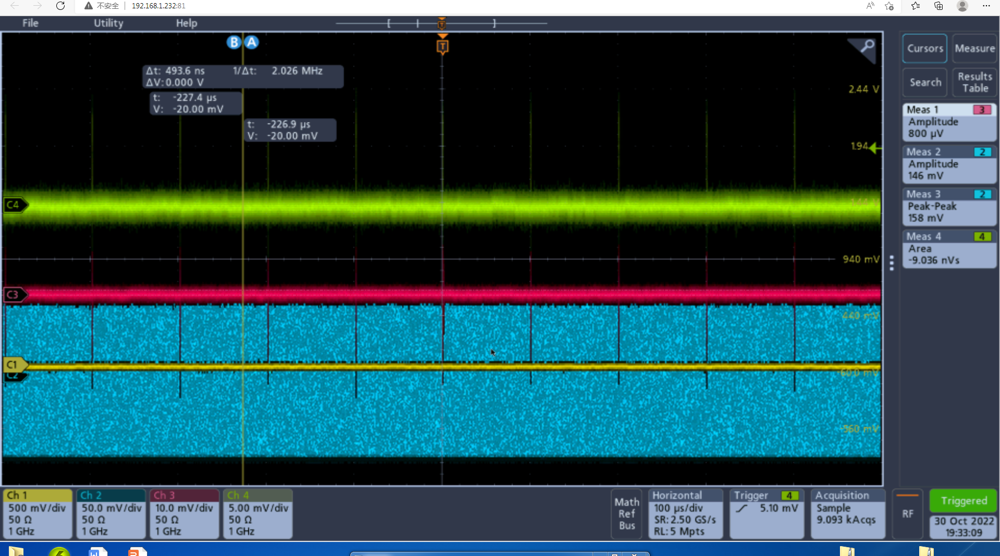 不安全
192.168.1.232:81
File Utility Help
B A
T
T
Δt: 493.6 ns 1/Δt: 2.026 MHz
ΔV: 0.000 V
t: -227.4 µs
V: -20.00 mV
t: -226.9 µs
V: -20.00 mV
2.44 V
1.94
C4
940 mV
C3
440 mV
C1
C2
-60.0 mV
-560 mV
Cursors
Measure
Search
Results
Table
Meas 1 3
Amplitude
800 µV
Meas 2 2
Amplitude
146 mV
Meas 3 2
Peak-Peak
158 mV
Meas 4 4
Area
-9.036 nVs
Ch 1
500 mV/div
50 Ω
1 GHz
Ch 2
50.0 mV/div
50 Ω
1 GHz
Ch 3
10.0 mV/div
50 Ω
1 GHz
Ch 4
5.00 mV/div
50 Ω
1 GHz
Math
Ref
Bus
Horizontal
100 µs/div
SR: 2.50 GS/s
RL: 5 Mpts
Trigger 4
5.10 mV
Acquisition
Sample
9.093 kAcqs
RF
Triggered
30 Oct 2022
19:33:09